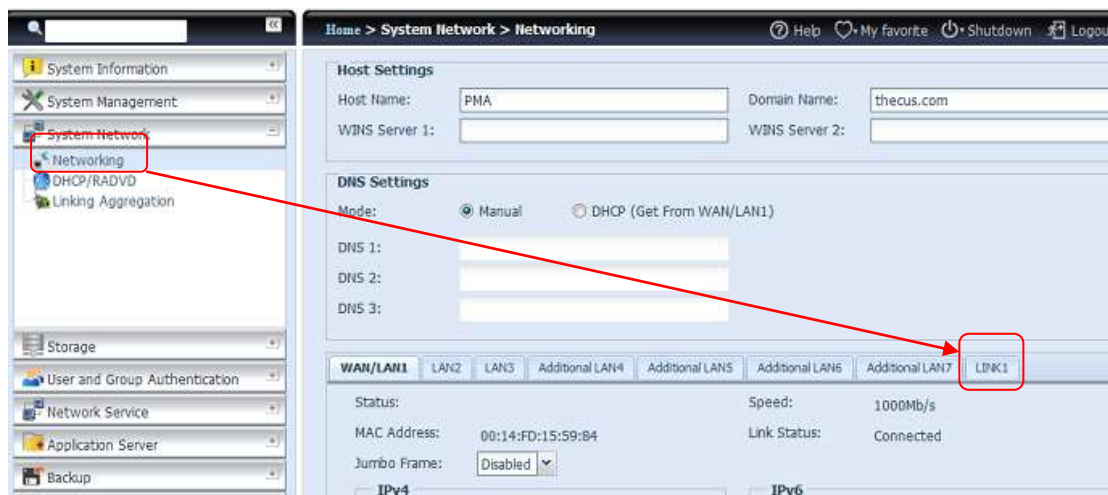 Home > System Network > Networking
Help My favorite Shutdown Logou
System Information
System Management
System Network
Networking
DHCP/RADVD
Linking Aggregation
Storage
User and Group Authentication
Network Service
Application Server
Backup
Host Settings
Host Name: PMA Domain Name: thecus.com
WINS Server 1: WINS Server 2:
DNS Settings
Mode: Manual DHCP (Get From WAN/LAN1)
DNS 1:
DNS 2:
DNS 3:
WAN/LAN1 LAN2 LAN3 Additional LAN4 Additional LAN5 Additional LAN6 Additional LAN7 LINK1
Status: Speed: 1000Mb/s
MAC Address: 00:14:FD:15:59:84 Link Status: Connected
Jumbo Frame: Disabled
IPv4 IPv6